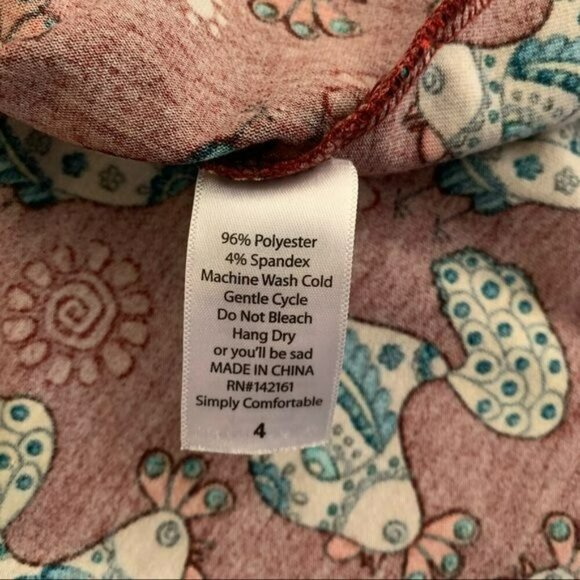 96% Polyester
4% Spandex
Machine Wash Cold
Gentle Cycle
Do Not Bleach
Hang Dry
or you'll be sad
MADE IN CHINA
RN#142161
Simply Comfortable
4